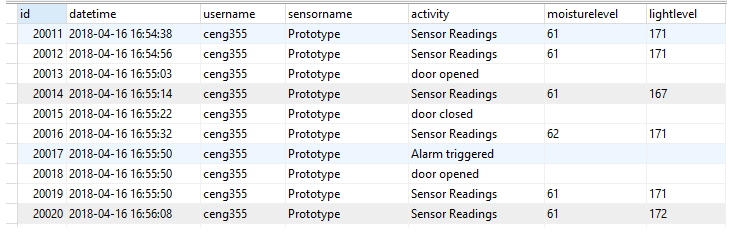 id datetime username sensorname activity moisturelevel lightlevel
20011 2018-04-16 16:54:38 ceng355 Prototype Sensor Readings 61 171
20012 2018-04-16 16:54:56 ceng355 Prototype Sensor Readings 61 171
20013 2018-04-16 16:55:03 ceng355 Prototype door opened
20014 2018-04-16 16:55:14 ceng355 Prototype Sensor Readings 61 167
20015 2018-04-16 16:55:22 ceng355 Prototype door closed
20016 2018-04-16 16:55:32 ceng355 Prototype Sensor Readings 62 171
20017 2018-04-16 16:55:50 ceng355 Prototype Alarm triggered
20018 2018-04-16 16:55:50 ceng355 Prototype door opened
20019 2018-04-16 16:55:50 ceng355 Prototype Sensor Readings 61 171
20020 2018-04-16 16:56:08 ceng355 Prototype Sensor Readings 61 172